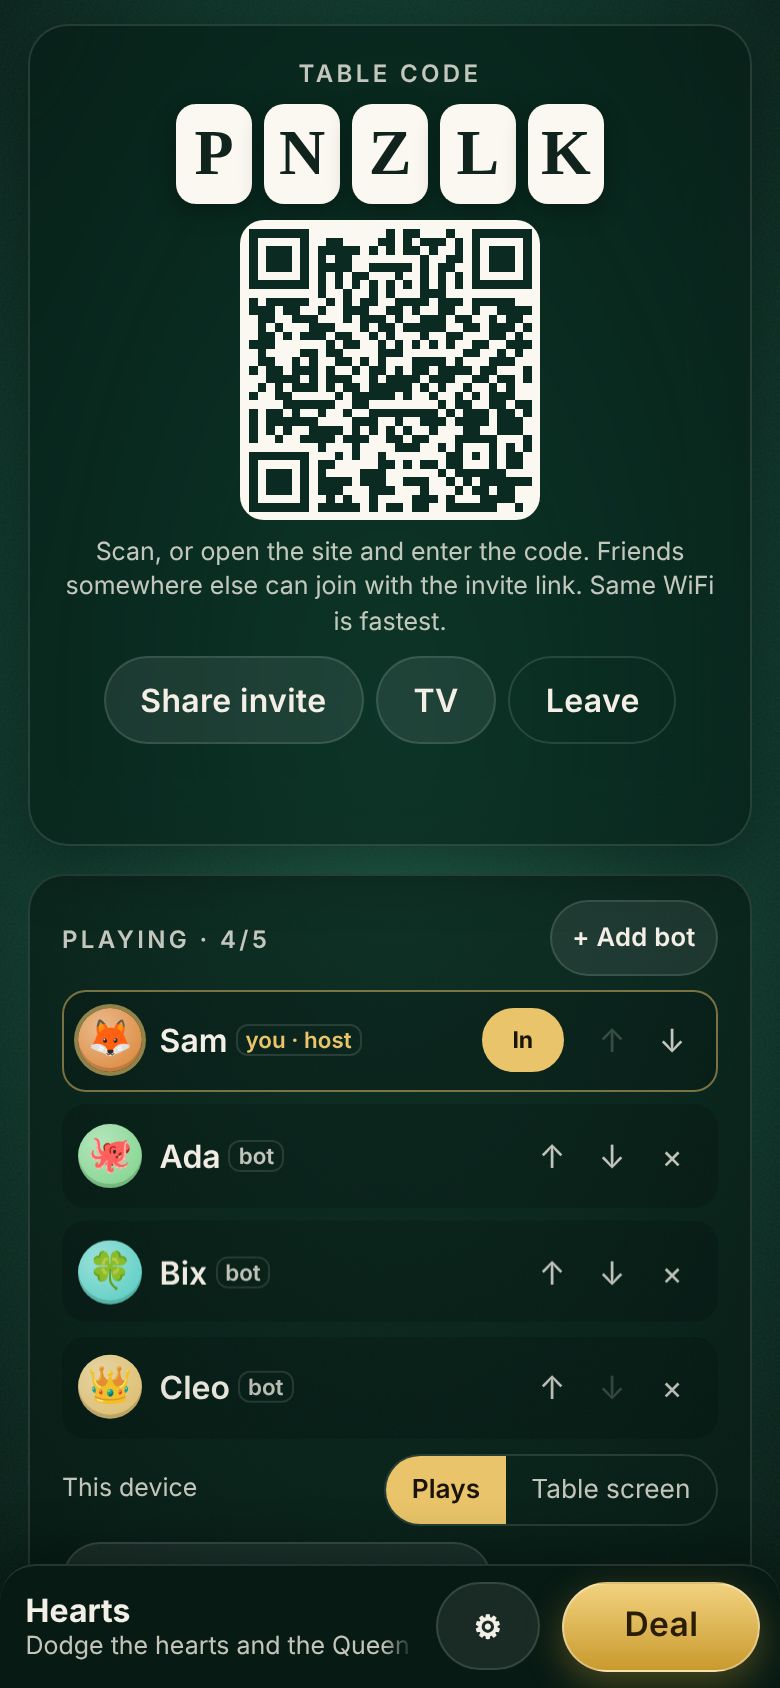 TABLE CODE
P N Z L K
Scan, or open the site and enter the code. Friends
somewhere else can join with the invite link. Same WiFi
is fastest.
Share invite TV Leave
PLAYING · 4/5 + Add bot
Sam you · host In ↑ ↓
Ada bot ↑ ↓ ×
Bix bot ↑ ↓ ×
Cleo bot ↑ ↓ ×
This device Plays Table screen
Hearts
Dodge the hearts and the Queen
Deal